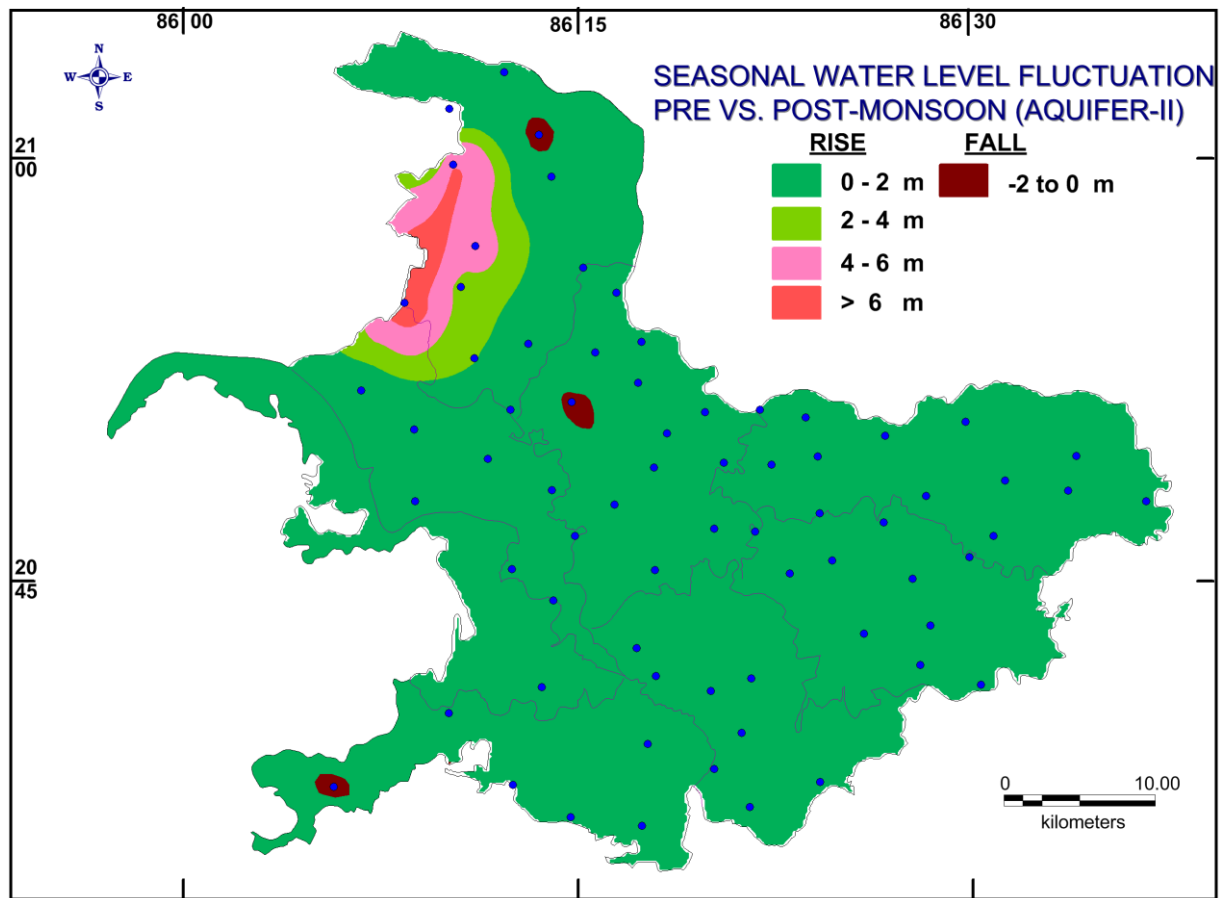 86 00
86 15
86 30
N
W E
S
SEASONAL WATER LEVEL FLUCTUATION
PRE VS. POST-MONSOON (AQUIFER-II)
RISE FALL
0 - 2 m -2 to 0 m
2 - 4 m
4 - 6 m
> 6 m
21
00
20
45
0 10.00
kilometers